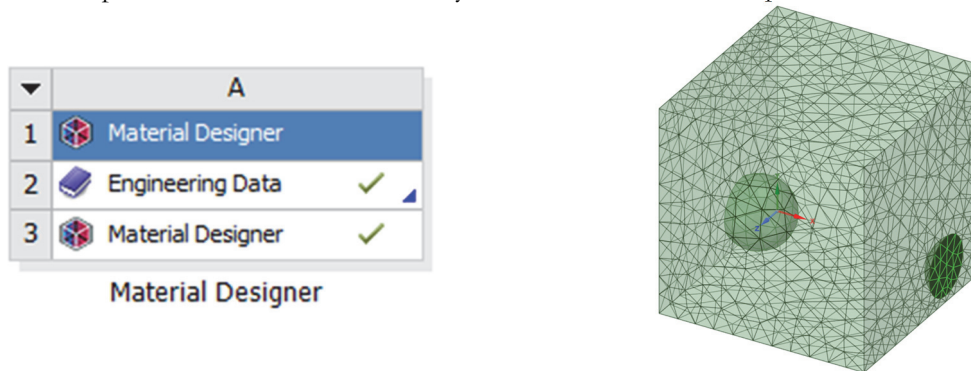 A
1 Material Designer
2 Engineering Data
3 Material Designer
Material Designer